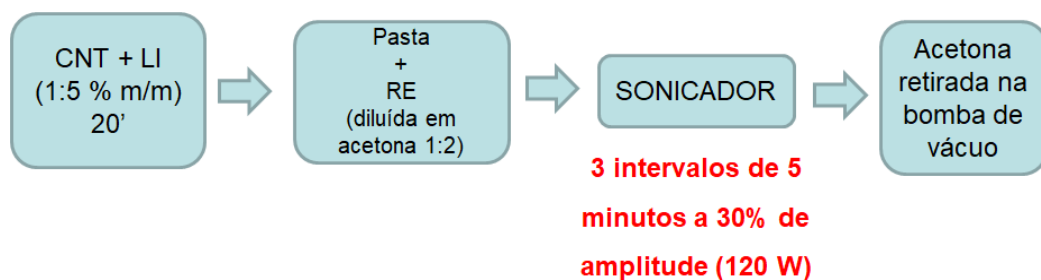 CNT + LI
(1:5 % m/m)
20'
Pasta
+
RE
(diluída em
acetona 1:2)
SONICADOR
3 intervalos de 5
minutos a 30% de
amplitude (120 W)
Acetona
retirada na
bomba de
vácuo